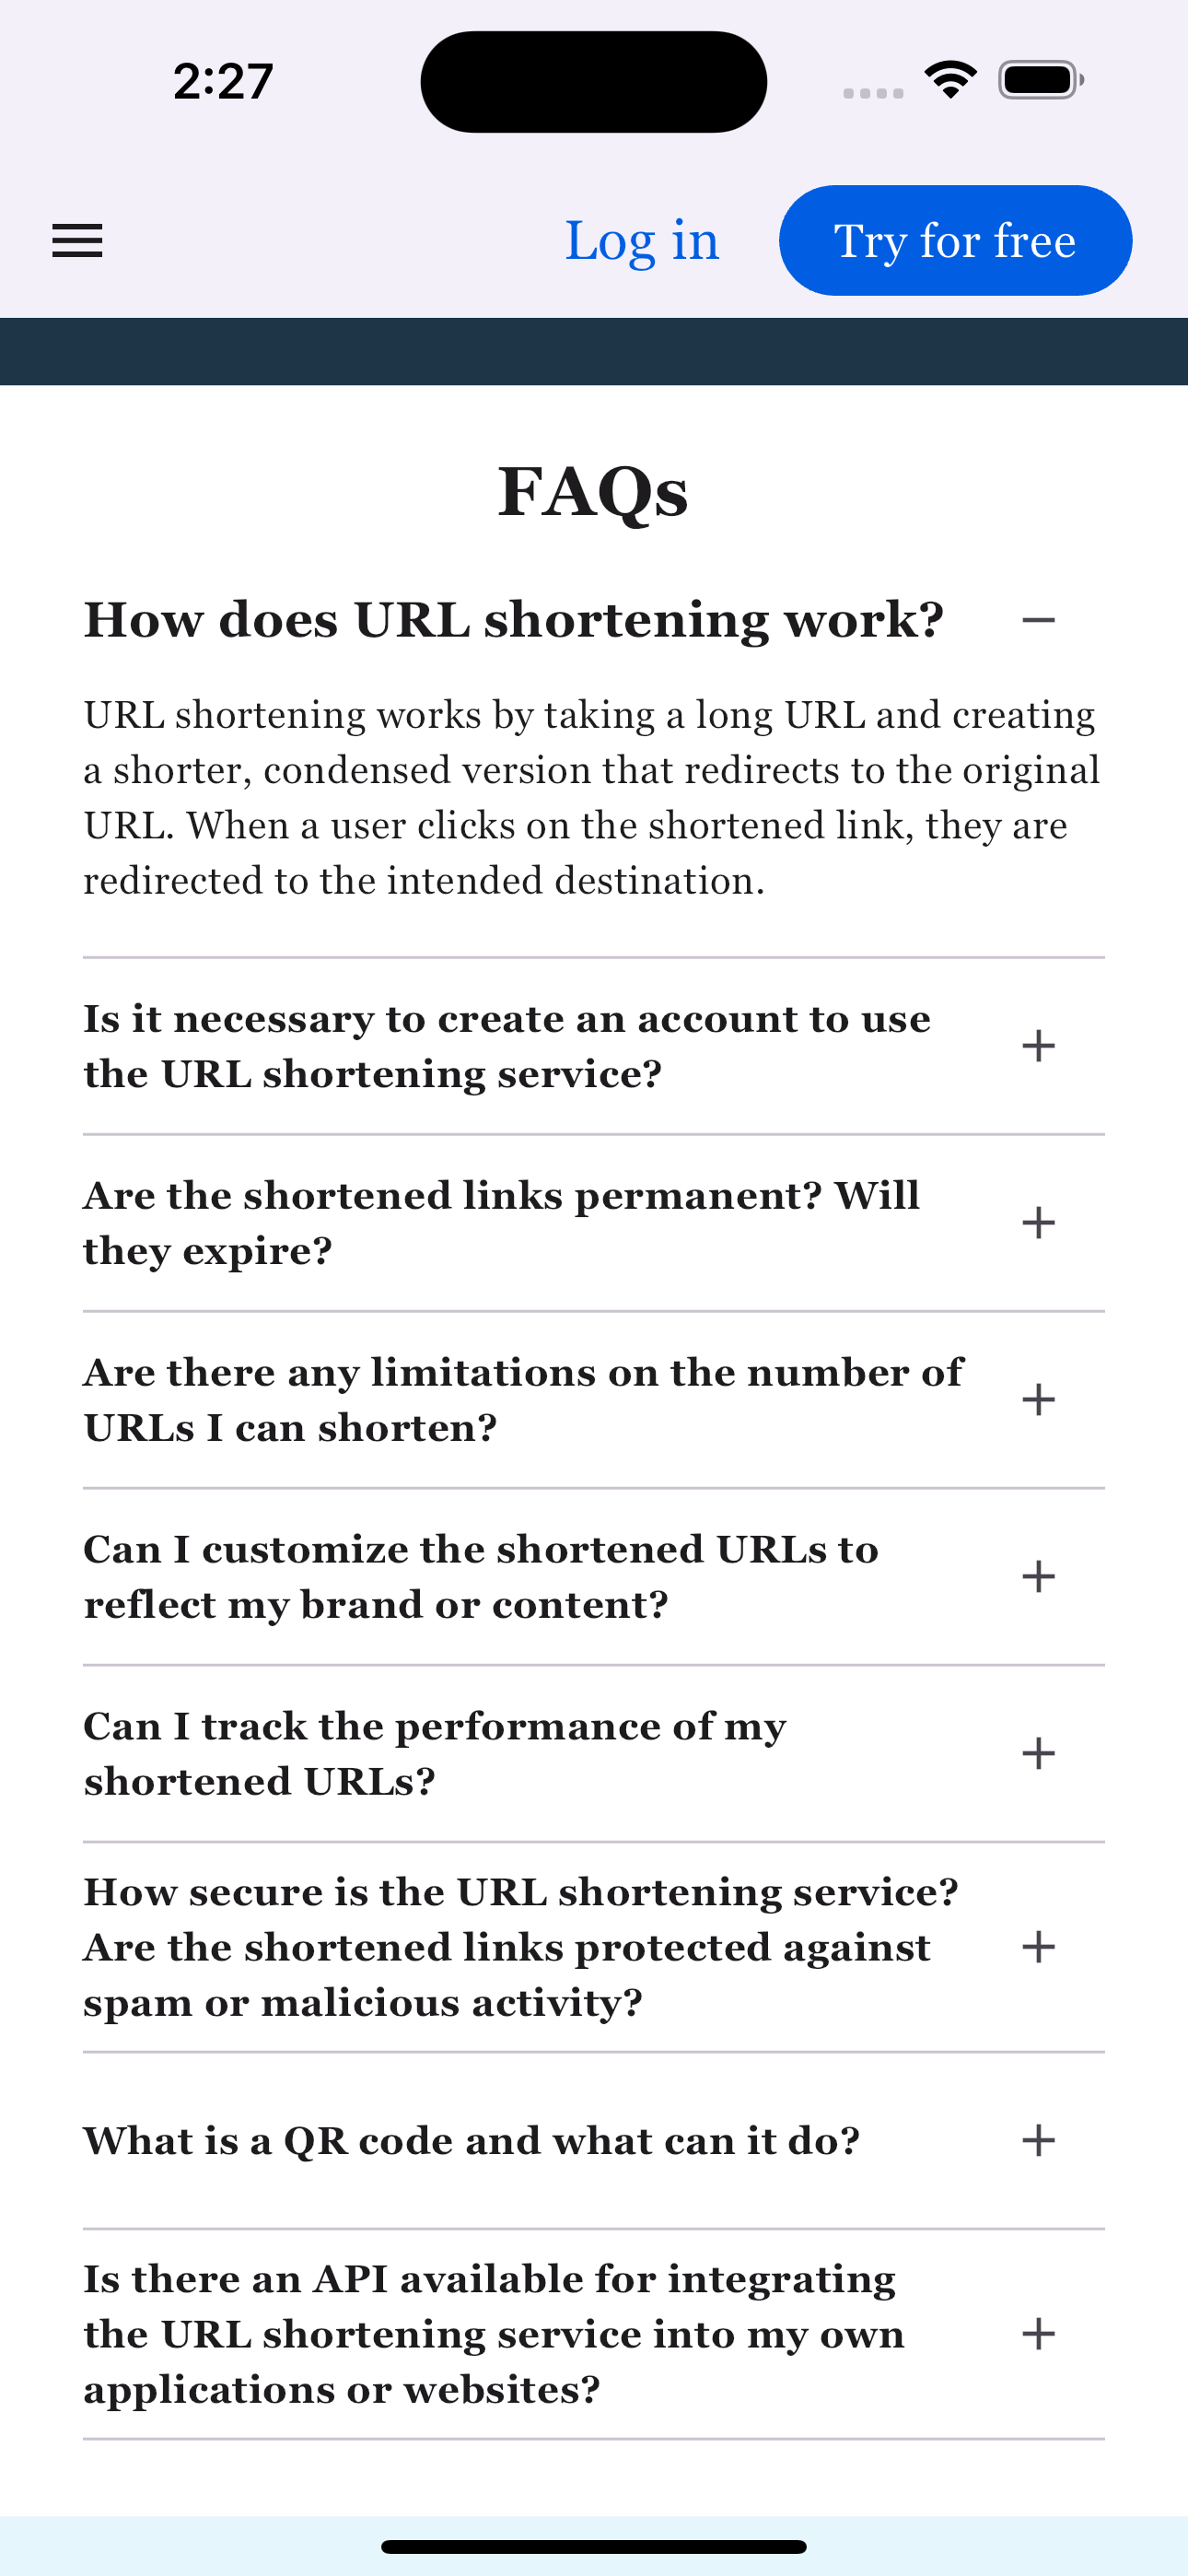 2:27
Log in
Try for free
FAQs
How does URL shortening work?
URL shortening works by taking a long URL and creating
a shorter, condensed version that redirects to the original
URL. When a user clicks on the shortened link, they are
redirected to the intended destination.
Is it necessary to create an account to use
the URL shortening service?
Are the shortened links permanent? Will
they expire?
Are there any limitations on the number of
URLs I can shorten?
Can I customize the shortened URLs to
reflect my brand or content?
Can I track the performance of my
shortened URLs?
How secure is the URL shortening service?
Are the shortened links protected against
spam or malicious activity?
What is a QR code and what can it do?
Is there an API available for integrating
the URL shortening service into my own
applications or websites?